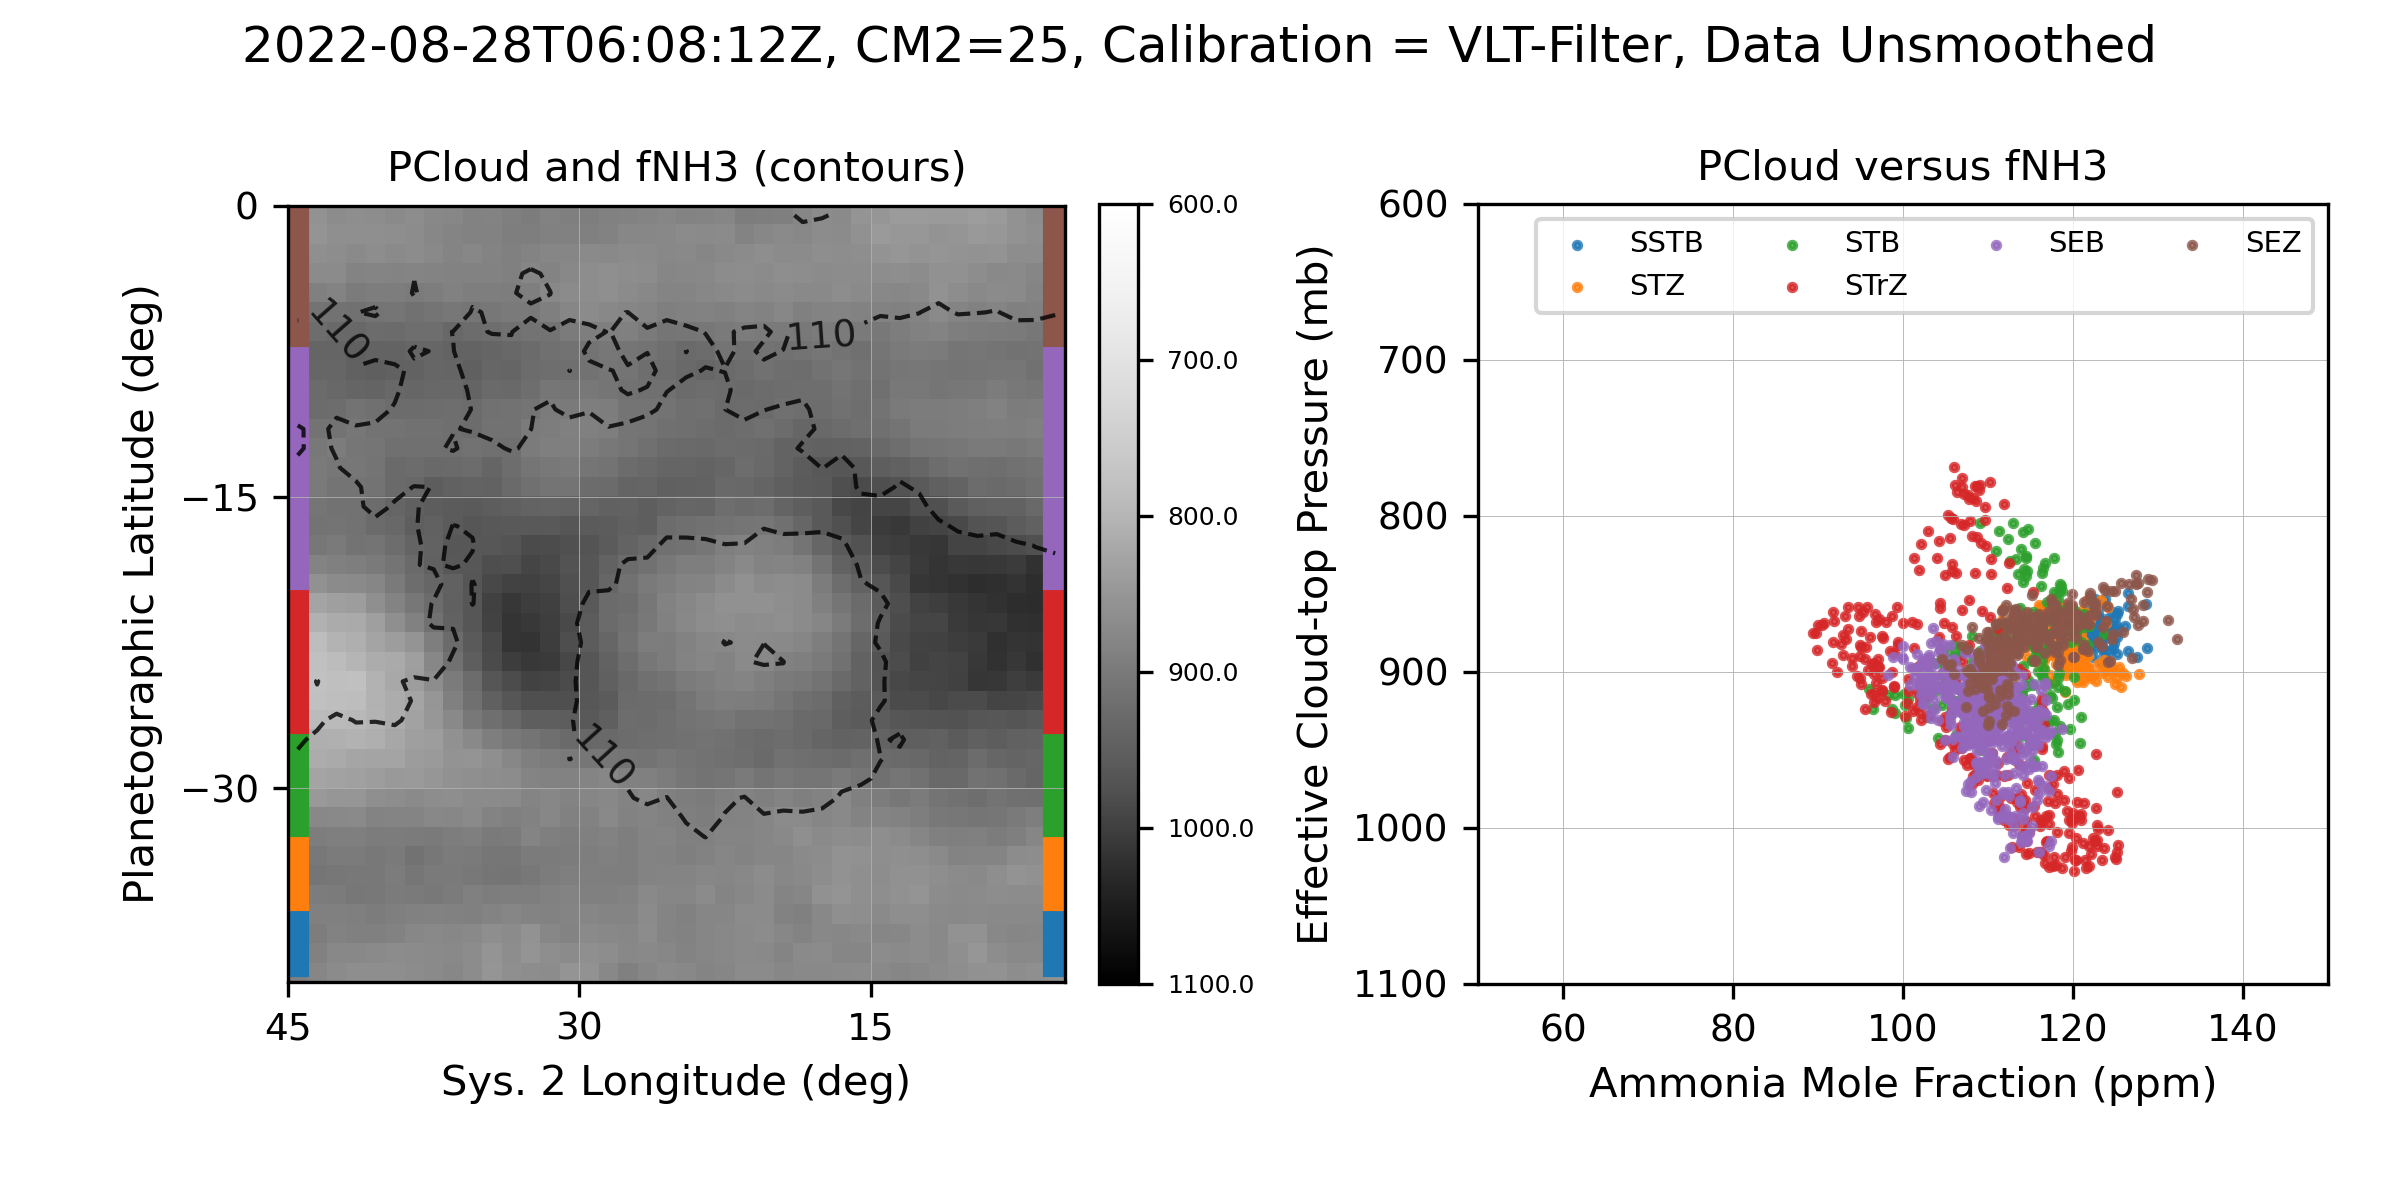 2022-08-28T06:08:12Z, CM2=25, Calibration = VLT-Filter, Data Unsmoothed
PCloud and fNH3 (contours)
Planetographic Latitude (deg)
0
−15
−30
110
110
110
45
30
15
Sys. 2 Longitude (deg)
600.0
700.0
800.0
900.0
1000.0
1100.0
PCloud versus fNH3
Effective Cloud-top Pressure (mb)
600
700
800
900
1000
1100
SSTB
STB
SEB
SEZ
STZ
STrZ
60
80
100
120
140
Ammonia Mole Fraction (ppm)